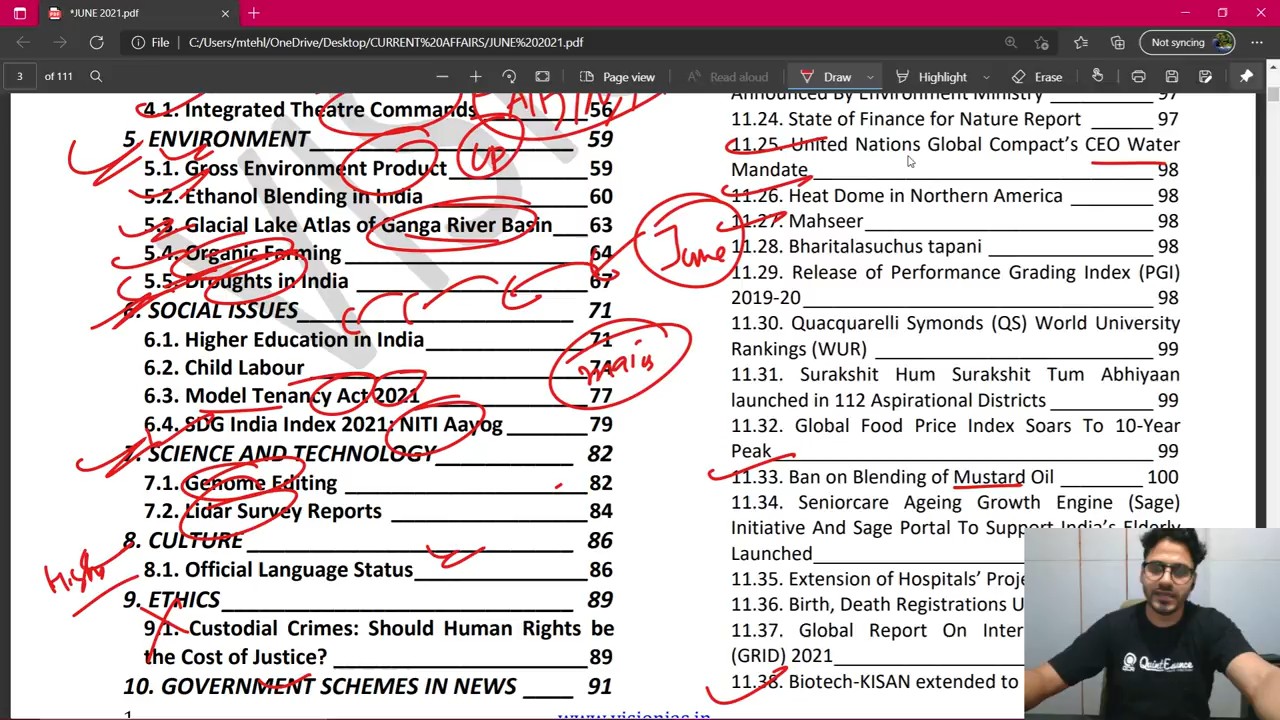 *JUNE 2021.pdf
File
C:/Users/mtehl/OneDrive/Desktop/CURRENT%20AFFAIRS/JUNE%202021.pdf
Not syncing
3 of 111
Page view
Read aloud
Draw
Highlight
Erase
4.1. Integrated Theatre Commands 56
5. ENVIRONMENT 59
5.1. Gross Environment Product 59
UP
5.2. Ethanol Blending in India 60
5.3. Glacial Lake Atlas of Ganga River Basin 63
5.4. Organic Farming 64
5.5. Droughts in India 67
June
6. SOCIAL ISSUES 71
6.1. Higher Education in India 71
6.2. Child Labour 74
mains
6.3. Model Tenancy Act 2021 77
6.4. SDG India Index 2021: NITI Aayog 79
7. SCIENCE AND TECHNOLOGY 82
7.1. Genome Editing 82
7.2. Lidar Survey Reports 84
8. CULTURE 86
8.1. Official Language Status 86
9. ETHICS 89
9.1. Custodial Crimes: Should Human Rights be
the Cost of Justice? 89
10. GOVERNMENT SCHEMES IN NEWS 91
1
www.visionias.in
Announced By Environment Ministry 97
11.24. State of Finance for Nature Report 97
11.25. United Nations Global Compact's CEO Water
Mandate 98
11.26. Heat Dome in Northern America 98
11.27. Mahseer 98
11.28. Bharitalasuchus tapani 98
11.29. Release of Performance Grading Index (PGI)
2019-20 98
11.30. Quacquarelli Symonds (QS) World University
Rankings (WUR) 99
11.31. Surakshit Hum Surakshit Tum Abhiyaan
launched in 112 Aspirational Districts 99
11.32. Global Food Price Index Soars To 10-Year
Peak 99
11.33. Ban on Blending of Mustard Oil 100
11.34. Seniorcare Ageing Growth Engine (Sage)
Initiative And Sage Portal To Support India's Elderly
Launched
11.35. Extension of Hospitals' Proje
11.36. Birth, Death Registrations U
11.37. Global Report On Inter
(GRID) 2021
11.38. Biotech-KISAN extended to